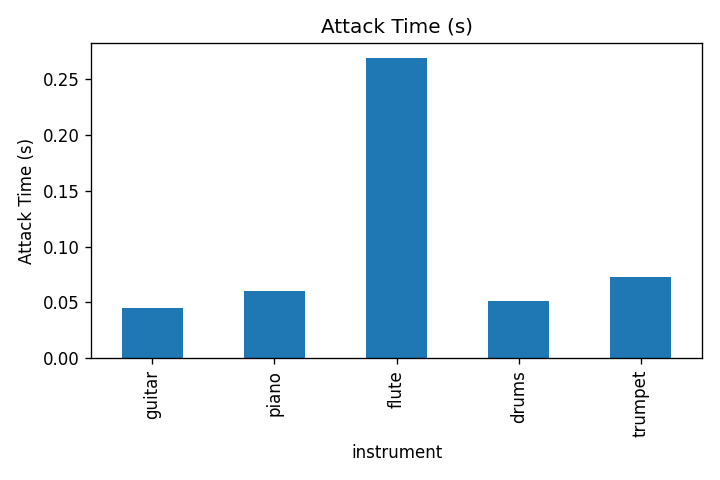 Attack Time (s)
Attack Time (s)
0.25
0.20
0.15
0.10
0.05
0.00
guitar
piano
flute
drums
trumpet
instrument